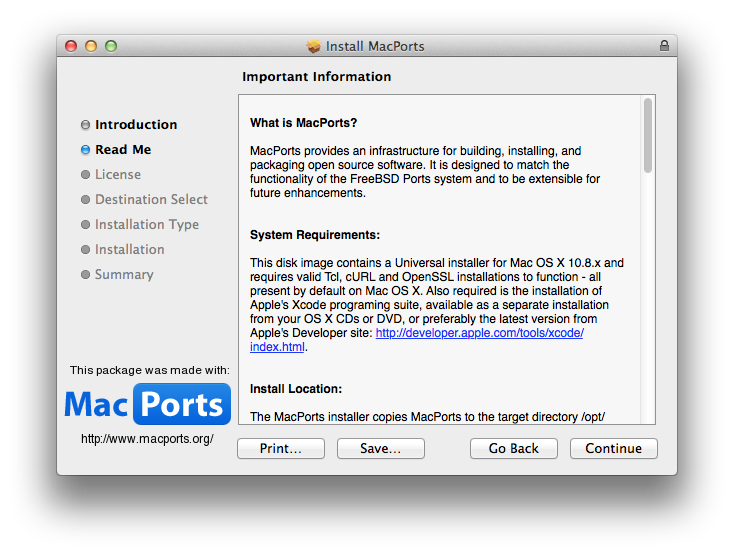 Install MacPorts
Important Information
Introduction
Read Me
License
Destination Select
Installation Type
Installation
Summary
What is MacPorts?
MacPorts provides an infrastructure for building, installing, and
packaging open source software. It is designed to match the
functionality of the FreeBSD Ports system and to be extensible for
future enhancements.
System Requirements:
This disk image contains a Universal installer for Mac OS X 10.8.x and
requires valid Tcl, cURL and OpenSSL installations to function - all
present by default on Mac OS X. Also required is the installation of
Apple's Xcode programing suite, available as a separate installation
from your OS X CDs or DVD, or preferably the latest version from
Apple's Developer site: http://developer.apple.com/tools/xcode/
index.html.
Install Location:
The MacPorts installer copies MacPorts to the target directory /opt/
This package was made with:
Mac Ports
http://www.macports.org/
Print...
Save...
Go Back
Continue